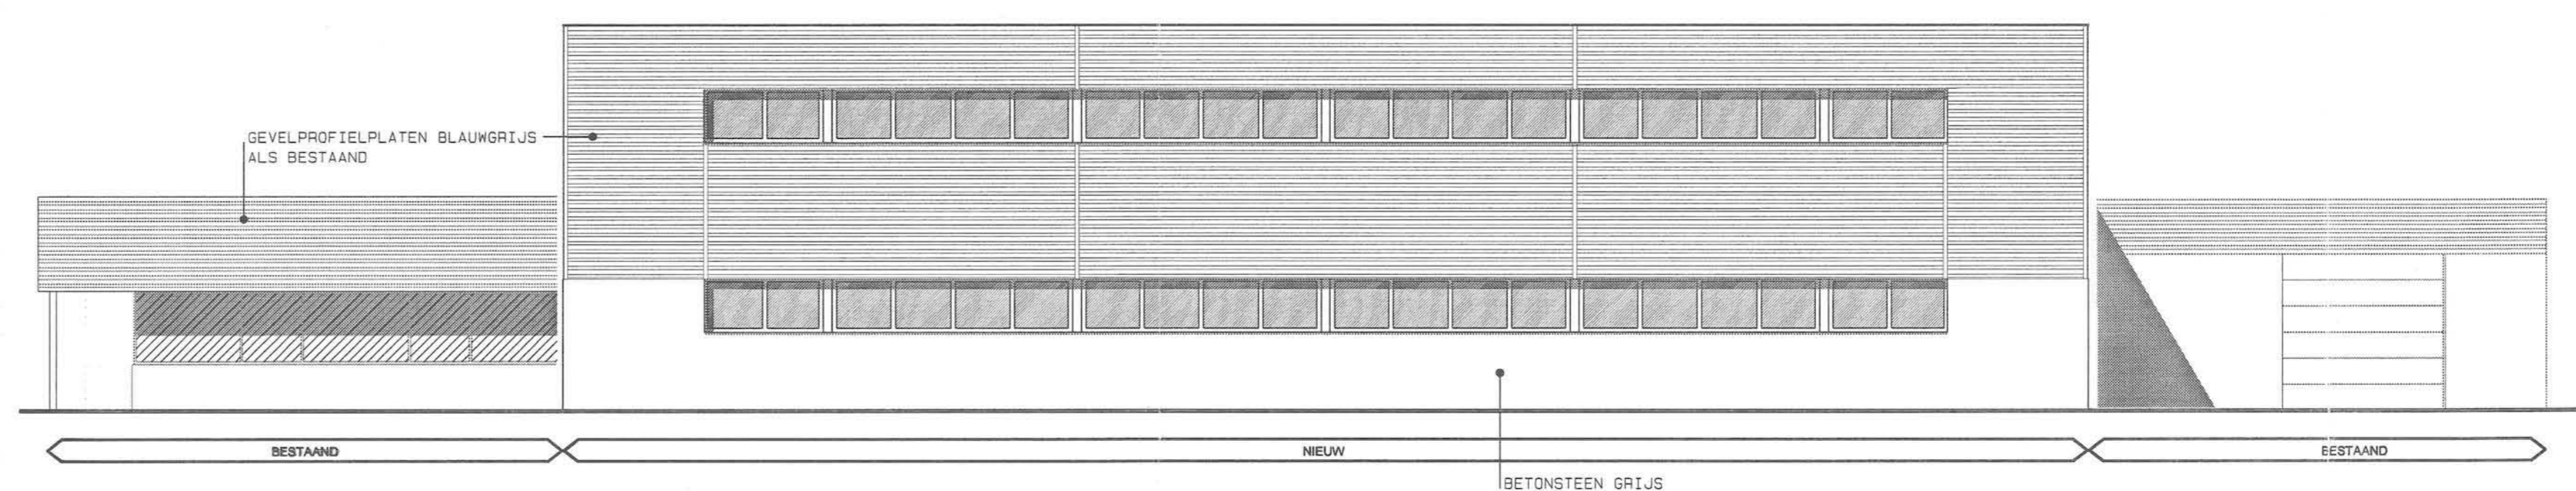 GEVELPROFIELPLATEN BLAUWGRIJS
ALS BESTAAND
BESTAAND
NIEUW
BESTAAND
BETONSTEEN GRIJS